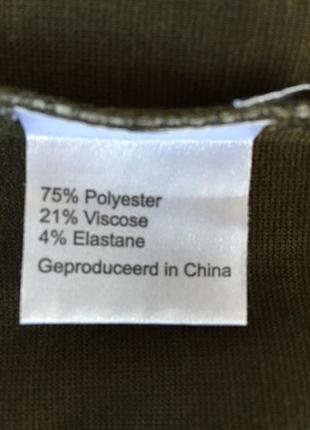 75% Polyester
21% Viscose
4% Elastane
Geproduceerd in China